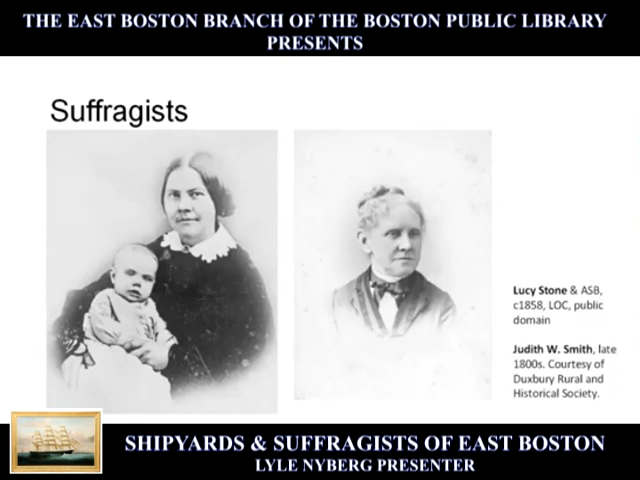 THE EAST BOSTON BRANCH OF THE BOSTON PUBLIC LIBRARY
PRESENTS
Suffragists
Lucy Stone & ASB,
c1858, LOC, public
domain
Judith W. Smith, late
1800s. Courtesy of
Duxbury Rural and
Historical Society.
SHIPYARDS & SUFFRAGISTS OF EAST BOSTON
LYLE NYBERG PRESENTER